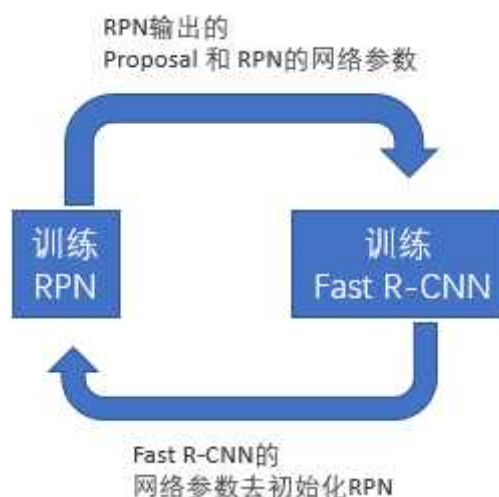 RPN输出的
Proposal 和 RPN的网络参数
训练
RPN
训练
Fast R-CNN
Fast R-CNN的
网络参数去初始化RPN